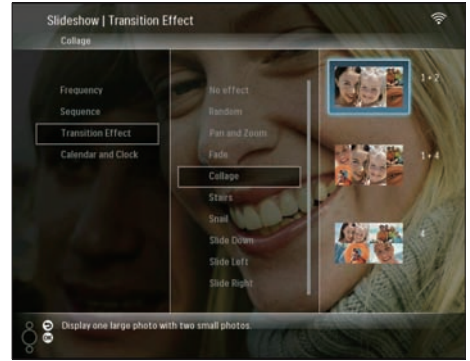 Slideshow | Transition Effect
Collage
Frequency
Sequence
Transition Effect
Calendar and Clock
No effect
Random
Pan and Zoom
Fade
Collage
Stairs
Snail
Slide Down
Slide Left
Slide Right
1 + 2
1 + 4
4
OK
Display one large photo with two small photos.